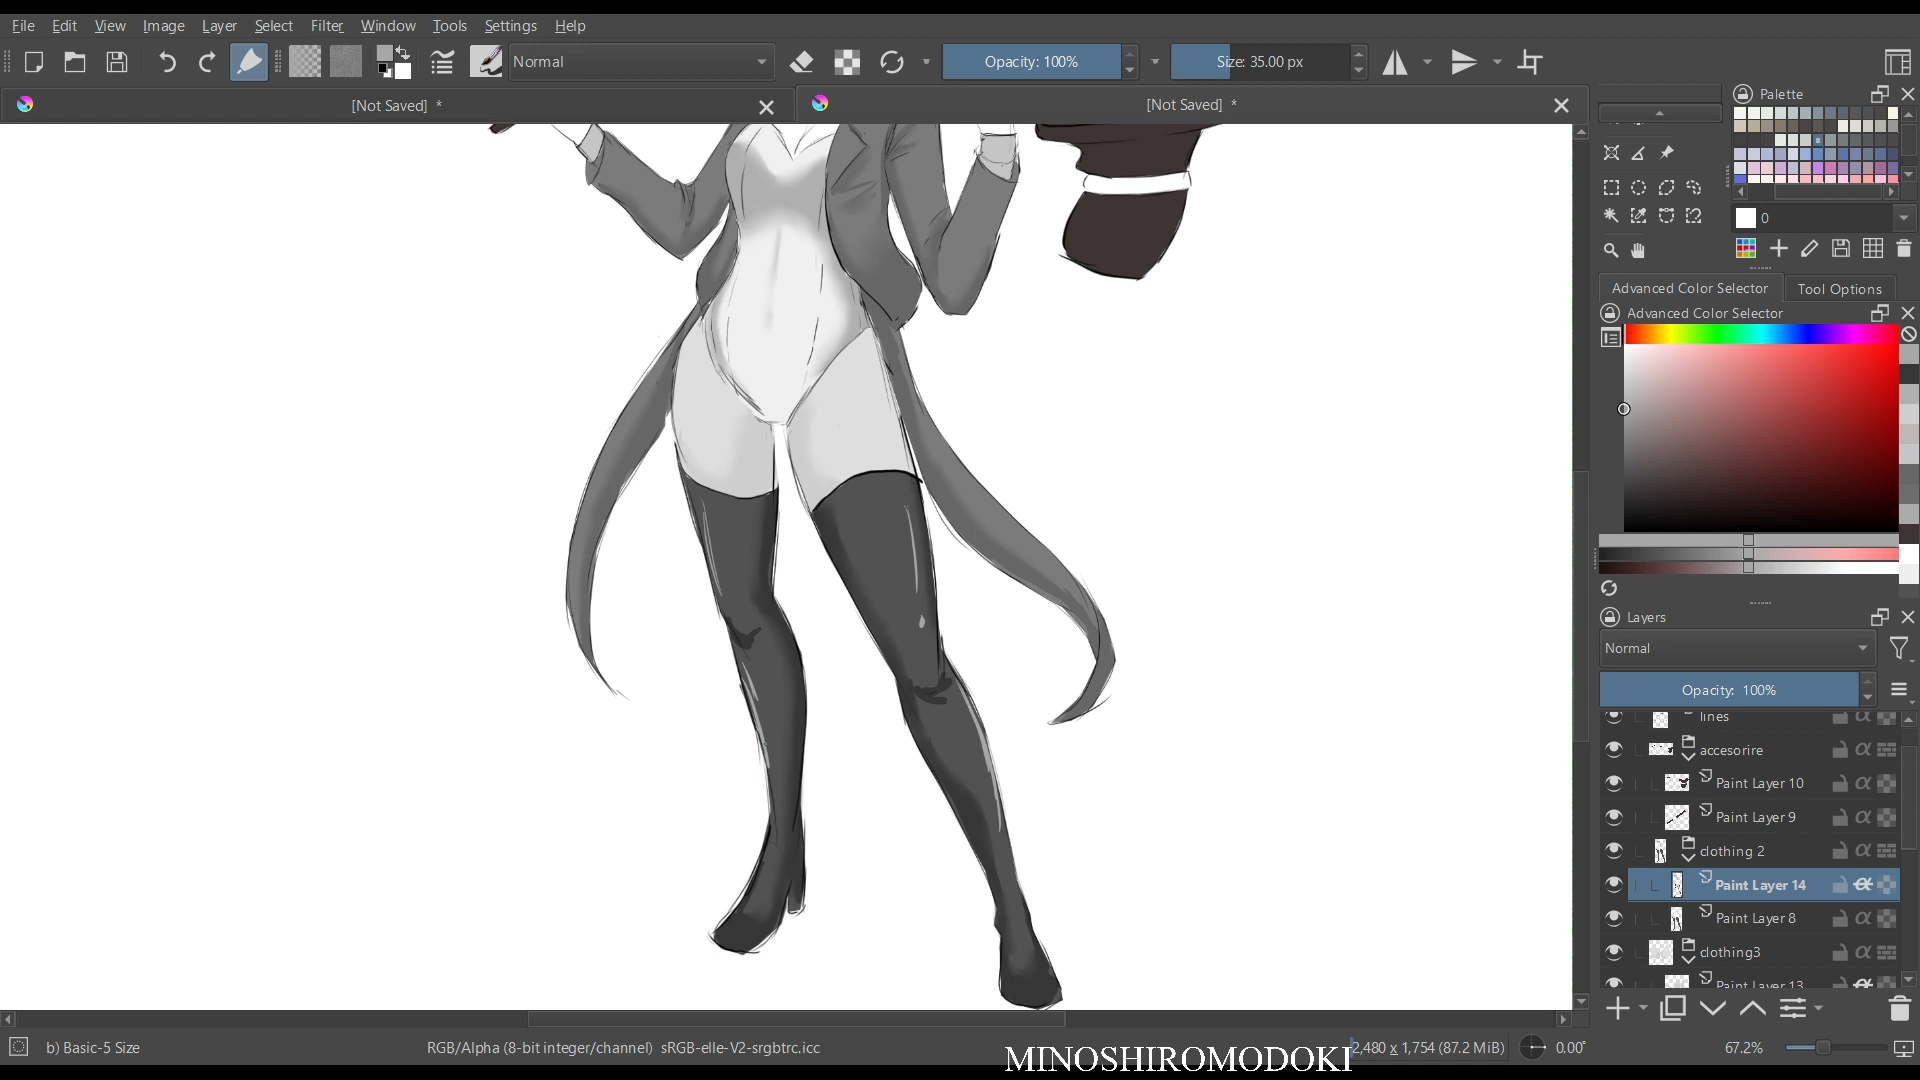 File Edit View Image Layer Select Filter Window Tools Settings Help
Normal
Opacity: 100%
Size: 35.00 px
[Not Saved] *
[Not Saved] *
Palette
0
Advanced Color Selector
Tool Options
Advanced Color Selector
Layers
Normal
Opacity: 100%
lines
accesorire
Paint Layer 10
Paint Layer 9
clothing 2
Paint Layer 14
Paint Layer 8
clothing3
Paint Layer 13
b) Basic-5 Size
RGB/Alpha (8-bit integer/channel) sRGB-elle-V2-srgbtrc.icc
MINOSHIROMODOKI
2,480 x 1,754 (87.2 MiB)
0.00°
67.2%